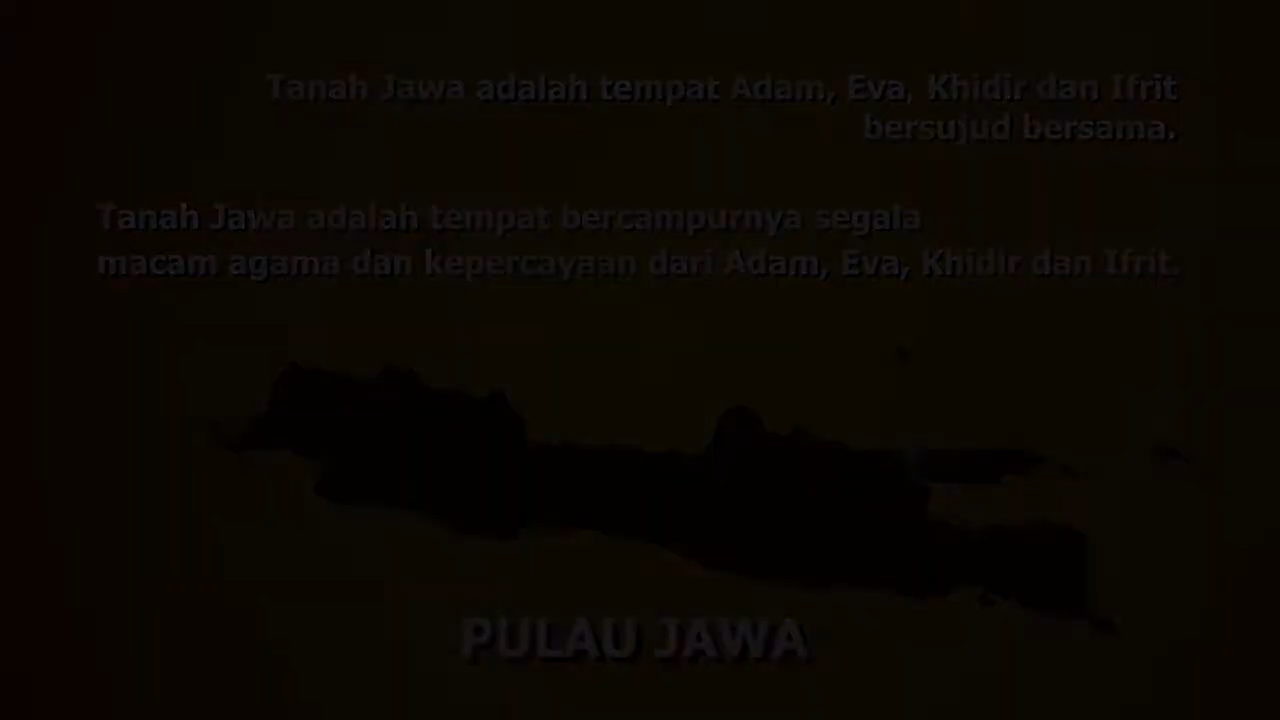 Tanah Jawa adalah tempat Adam, Eva, Khidir dan Ifrit
bersujud bersama.
Tanah Jawa adalah tempat bercampurnya segala
macam agama dan kepercayaan dari Adam, Eva, Khidir dan Ifrit.
PULAU JAWA